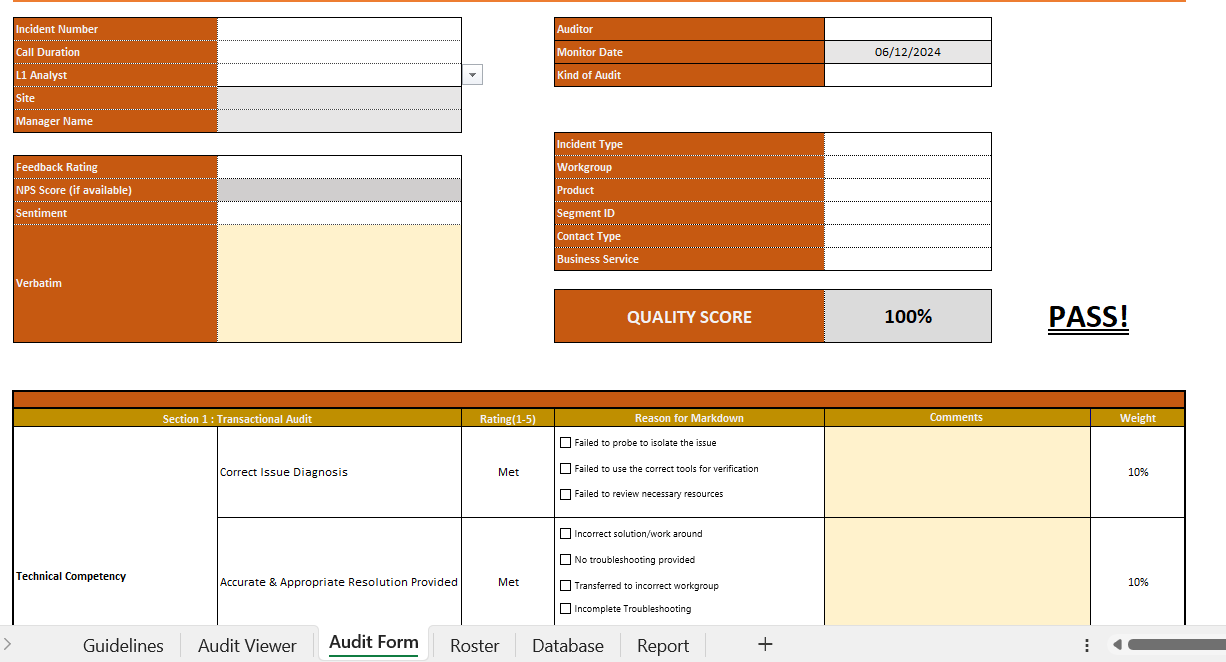 Incident Number
Call Duration
L1 Analyst
Site
Manager Name
Auditor
Monitor Date 06/12/2024
Kind of Audit
Feedback Rating
NPS Score (if available)
Sentiment
Verbatim
Incident Type
Workgroup
Product
Segment ID
Contact Type
Business Service
QUALITY SCORE 100% PASS!
Section 1 : Transactional Audit Rating(1-5) Reason for Markdown Comments Weight
Technical Competency
Correct Issue Diagnosis Met
Failed to probe to isolate the issue
Failed to use the correct tools for verification
Failed to review necessary resources
10%
Accurate & Appropriate Resolution Provided Met
Incorrect solution/work around
No troubleshooting provided
Transferred to incorrect workgroup
Incomplete Troubleshooting
10%
Guidelines Audit Viewer Audit Form Roster Database Report